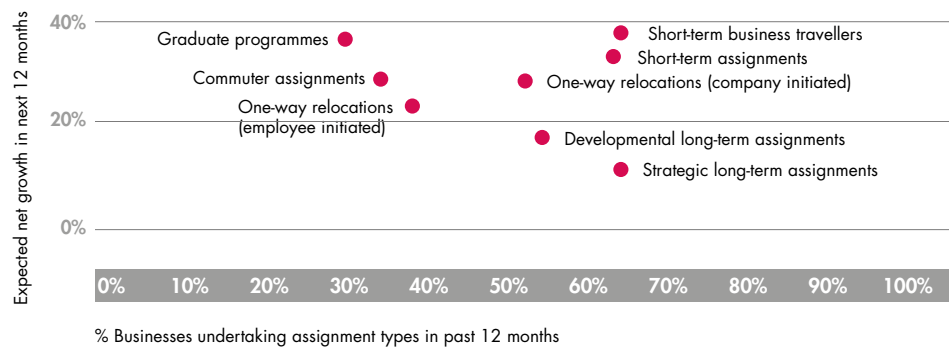 Expected net growth in next 12 months
40%
20%
0%
Graduate programmes
Short-term business travellers
Short-term assignments
Commuter assignments
One-way relocations (company initiated)
One-way relocations
(employee initiated)
Developmental long-term assignments
Strategic long-term assignments
0% 10% 20% 30% 40% 50% 60% 70% 80% 90% 100%
% Businesses undertaking assignment types in past 12 months